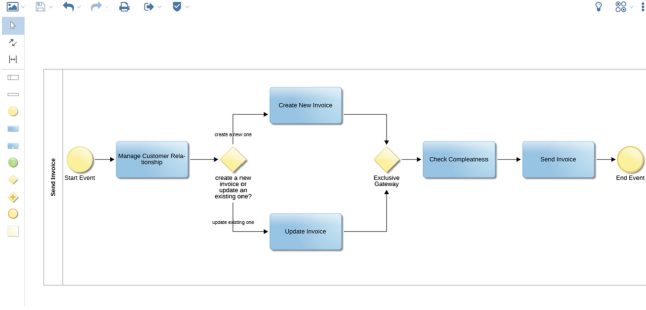 Create New Invoice
create a new one
Send Invoice
Start Event
Manage Customer Rela-
tionship
create a new
invoice or
update an
existing one?
Exclusive
Gateway
Check Compleatness
Send Invoice
End Event
update existing one
Update Invoice